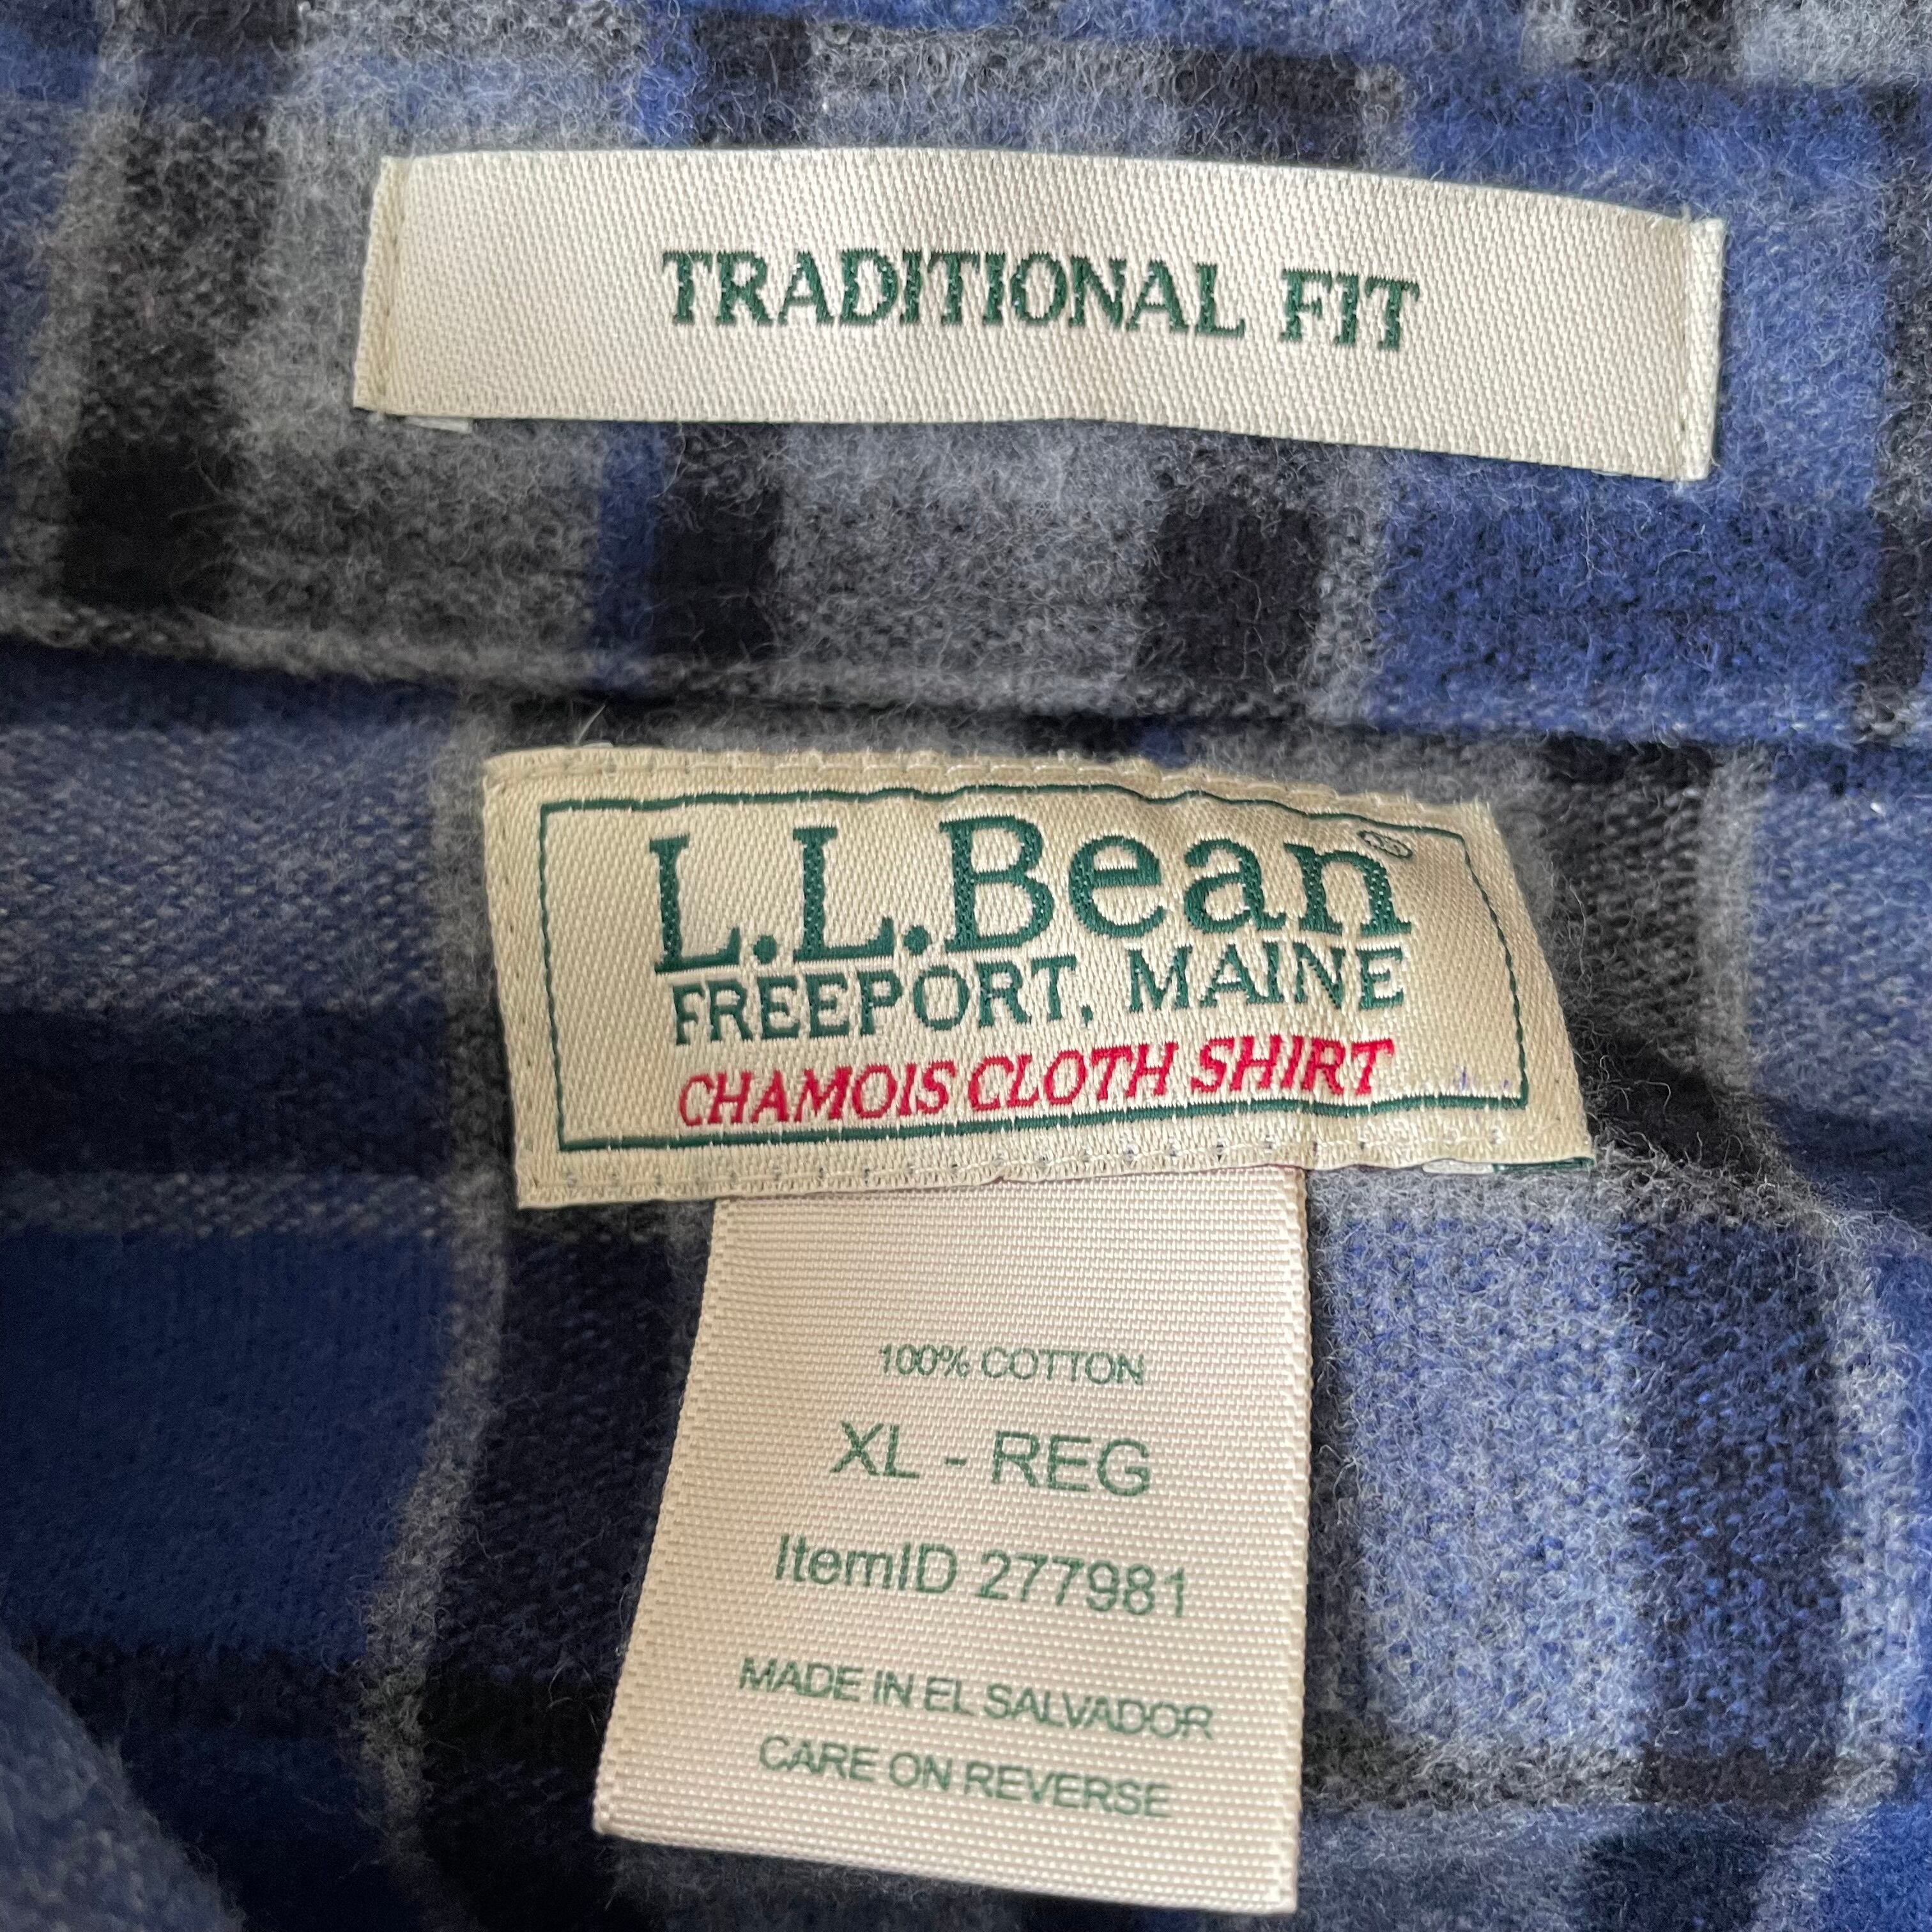 TRADITIONAL FIT
L.L.Bean®
FREEPORT, MAINE
CHAMOIS CLOTH SHIRT
100% COTTON
XL - REG
ItemID 277981
MADE IN EL SALVADOR
CARE ON REVERSE